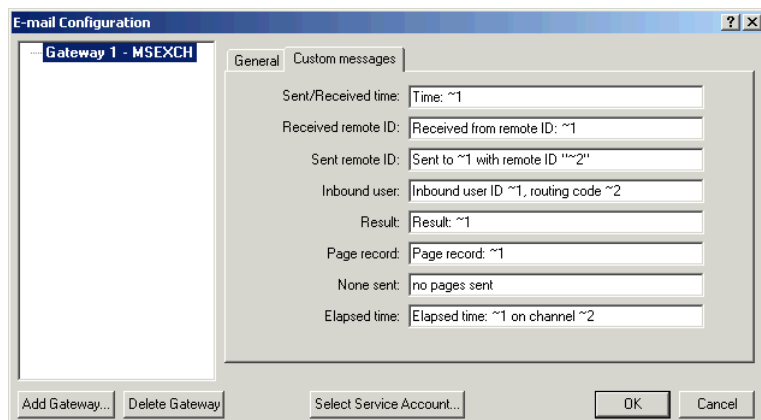 E-mail Configuration
Gateway 1 - MSEXCH
General Custom messages
Sent/Received time: Time: ~1
Received remote ID: Received from remote ID: ~1
Sent remote ID: Sent to ~1 with remote ID "~2"
Inbound user: Inbound user ID ~1, routing code ~2
Result: Result: ~1
Page record: Page record: ~1
None sent: no pages sent
Elapsed time: Elapsed time: ~1 on channel ~2
Add Gateway... Delete Gateway Select Service Account... OK Cancel